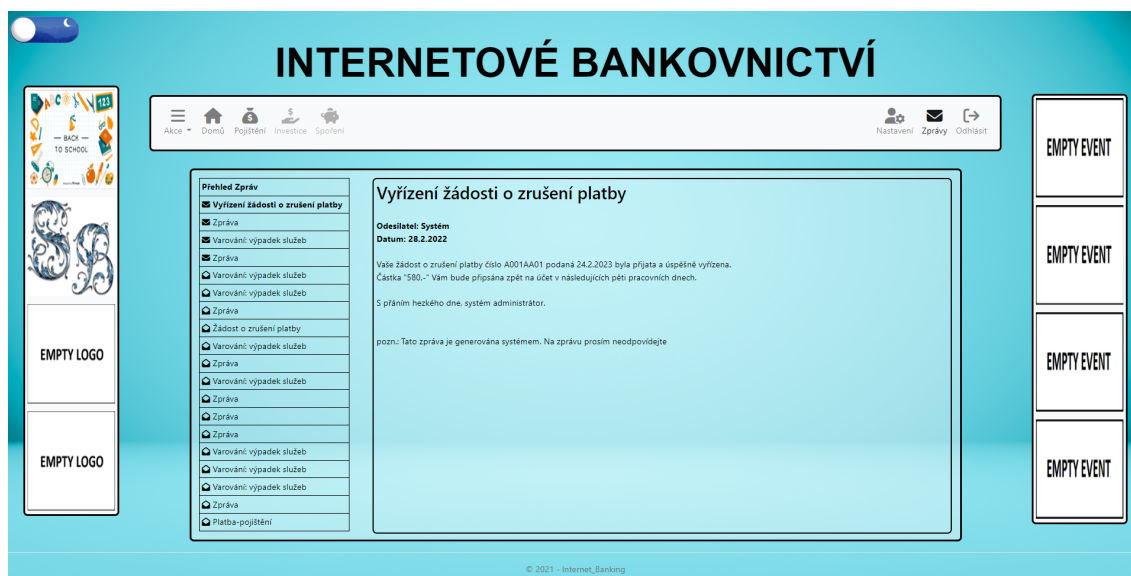 INTERNETOVÉ BANKOVNICTVÍ
ABC
123
BACK
TO SCHOOL
SB
EMPTY LOGO
EMPTY LOGO
Akce
Domů
Pojištění
Investice
Spoření
Nastavení
Zprávy
Odhlásit
Přehled Zpráv
Vyřízení žádosti o zrušení platby
Zpráva
Varování: výpadek služeb
Zpráva
Varování: výpadek služeb
Varování: výpadek služeb
Zpráva
Žádost o zrušení platby
Varování: výpadek služeb
Zpráva
Varování: výpadek služeb
Zpráva
Zpráva
Zpráva
Varování: výpadek služeb
Varování: výpadek služeb
Varování: výpadek služeb
Zpráva
Platba-pojištění
Vyřízení žádosti o zrušení platby
Odesilatel: Systém
Datum: 28.2.2022
Vaše žádost o zrušení platby číslo A001AA01 podaná 24.2.2023 byla přijata a úspěšně vyřízena.
Částka "580,-" Vám bude připsána zpět na účet v následujících pěti pracovních dnech.
S přáním hezkého dne, systém administrátor.
pozn.: Tato zpráva je generována systémem. Na zprávu prosím neodpovídejte
EMPTY EVENT
EMPTY EVENT
EMPTY EVENT
EMPTY EVENT
© 2021 - Internet_Banking